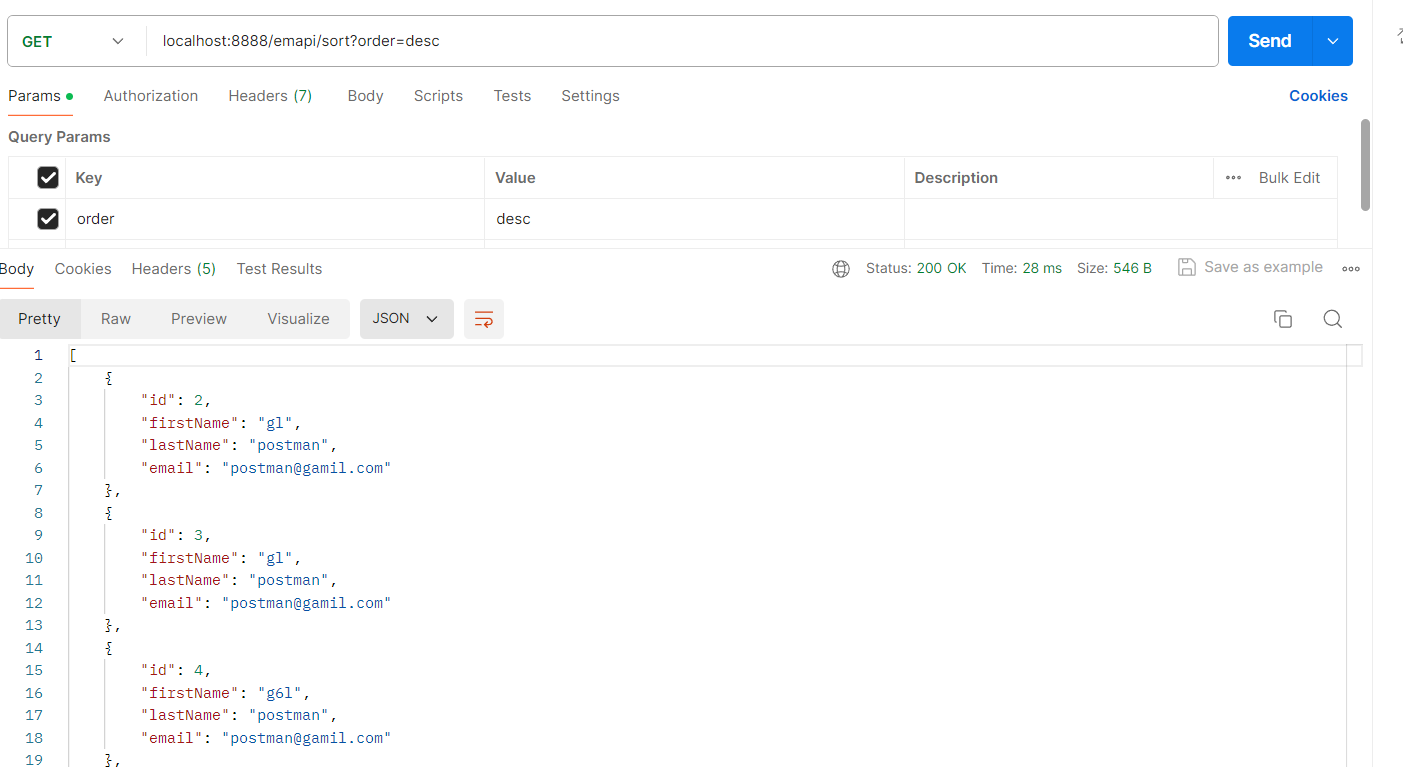 GET localhost:8888/emapi/sort?order=desc Send
Params Authorization Headers (7) Body Scripts Tests Settings Cookies
Query Params
Key Value Description Bulk Edit
order desc
Body Cookies Headers (5) Test Results Status: 200 OK Time: 28 ms Size: 546 B Save as example
Pretty Raw Preview Visualize JSON
1 [
2 {
3 "id": 2,
4 "firstName": "gl",
5 "lastName": "postman",
6 "email": "postman@gamil.com"
7 },
8 {
9 "id": 3,
10 "firstName": "gl",
11 "lastName": "postman",
12 "email": "postman@gamil.com"
13 },
14 {
15 "id": 4,
16 "firstName": "g6l",
17 "lastName": "postman",
18 "email": "postman@gamil.com"
19 },